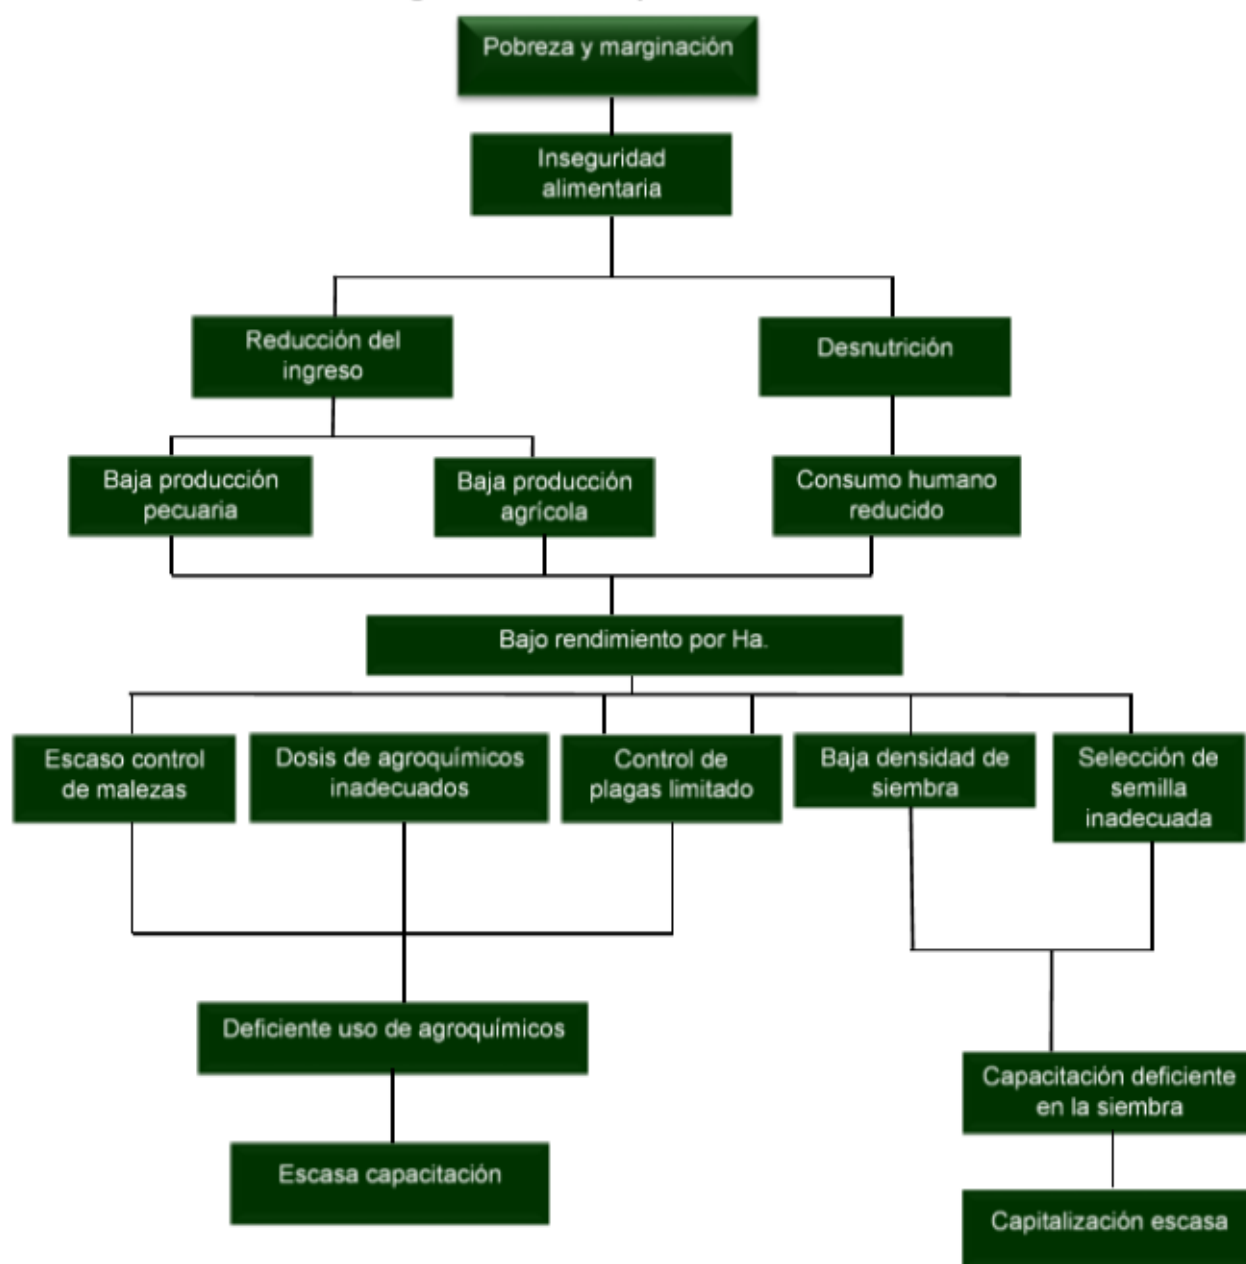 Pobreza y marginación
Inseguridad
alimentaria
Reducción del
ingreso
Desnutrición
Baja producción
pecuaria
Baja producción
agrícola
Consumo humano
reducido
Bajo rendimiento por Ha.
Escaso control
de malezas
Dosis de agroquímicos
inadecuados
Control de
plagas limitado
Baja densidad de
siembra
Selección de
semilla
inadecuada
Deficiente uso de agroquímicos
Capacitación deficiente
en la siembra
Escasa capacitación
Capitalización escasa